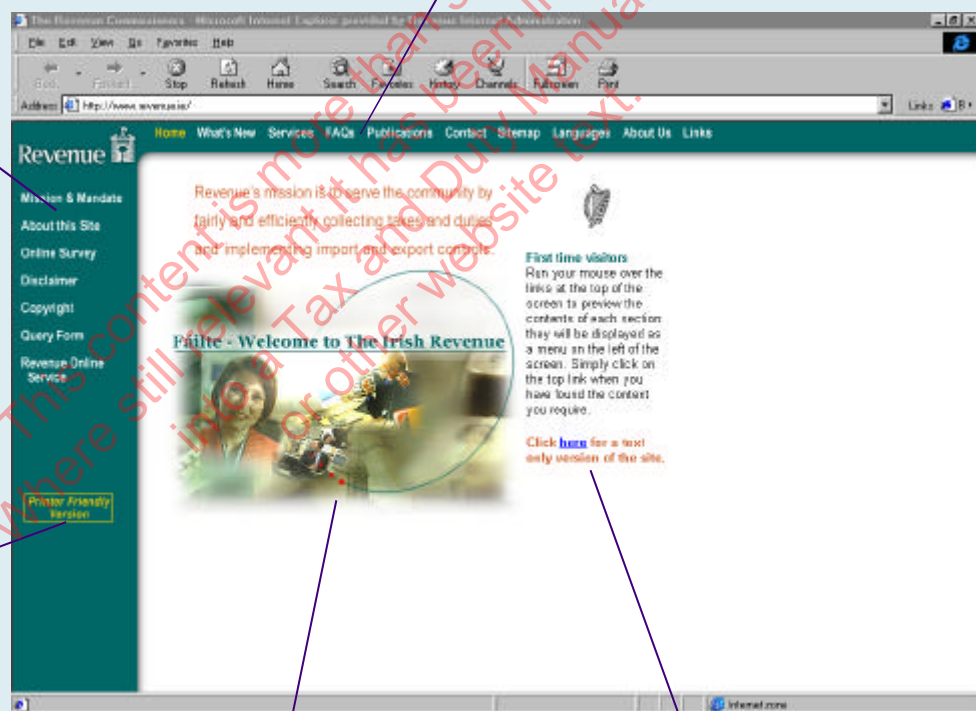 The Revenue Commissioners - Microsoft Internet Explorer provided by Revenue Internet Administration
File Edit View Go Favorites Help
Back Forward Stop Refresh Home Search Favorites History Channels Fullscreen Print
Address http://www.revenue.ie/ Links
Revenue
Home What's New Services FAQs Publications Contact Sitemap Languages About Us Links
Mission & Mandate
About this Site
Online Survey
Disclaimer
Copyright
Query Form
Revenue Online
Service
Printer Friendly
Version
Revenue's mission is to serve the community by
fairly and efficiently collecting taxes and duties
and implementing import and export controls.
Fáilte - Welcome to The Irish Revenue
First time visitors
Run your mouse over the
links at the top of the
screen to preview the
contents of each section
they will be displayed as
a menu on the left of the
screen. Simply click on
the top link when you
have found the content
you require.
Click here for a text
only version of the site.
Internet zone
This content is more than
Where still relevant it has been
into a Tax and Duty Manual
or other website text.